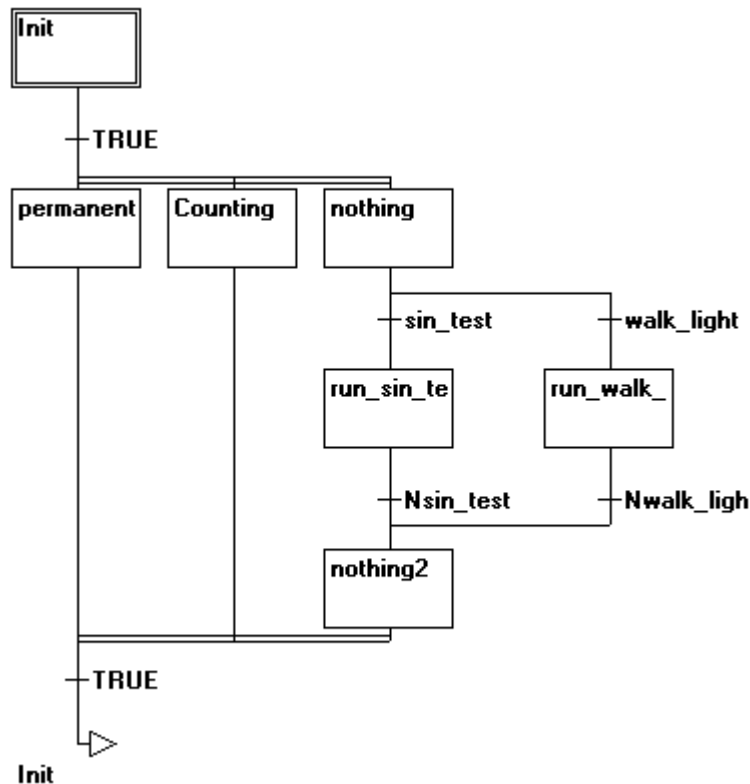 Init
TRUE
permanent
Counting
nothing
sin_test
walk_light
run_sin_te
run_walk_
Nsin_test
Nwalk_ligh
nothing2
TRUE
Init